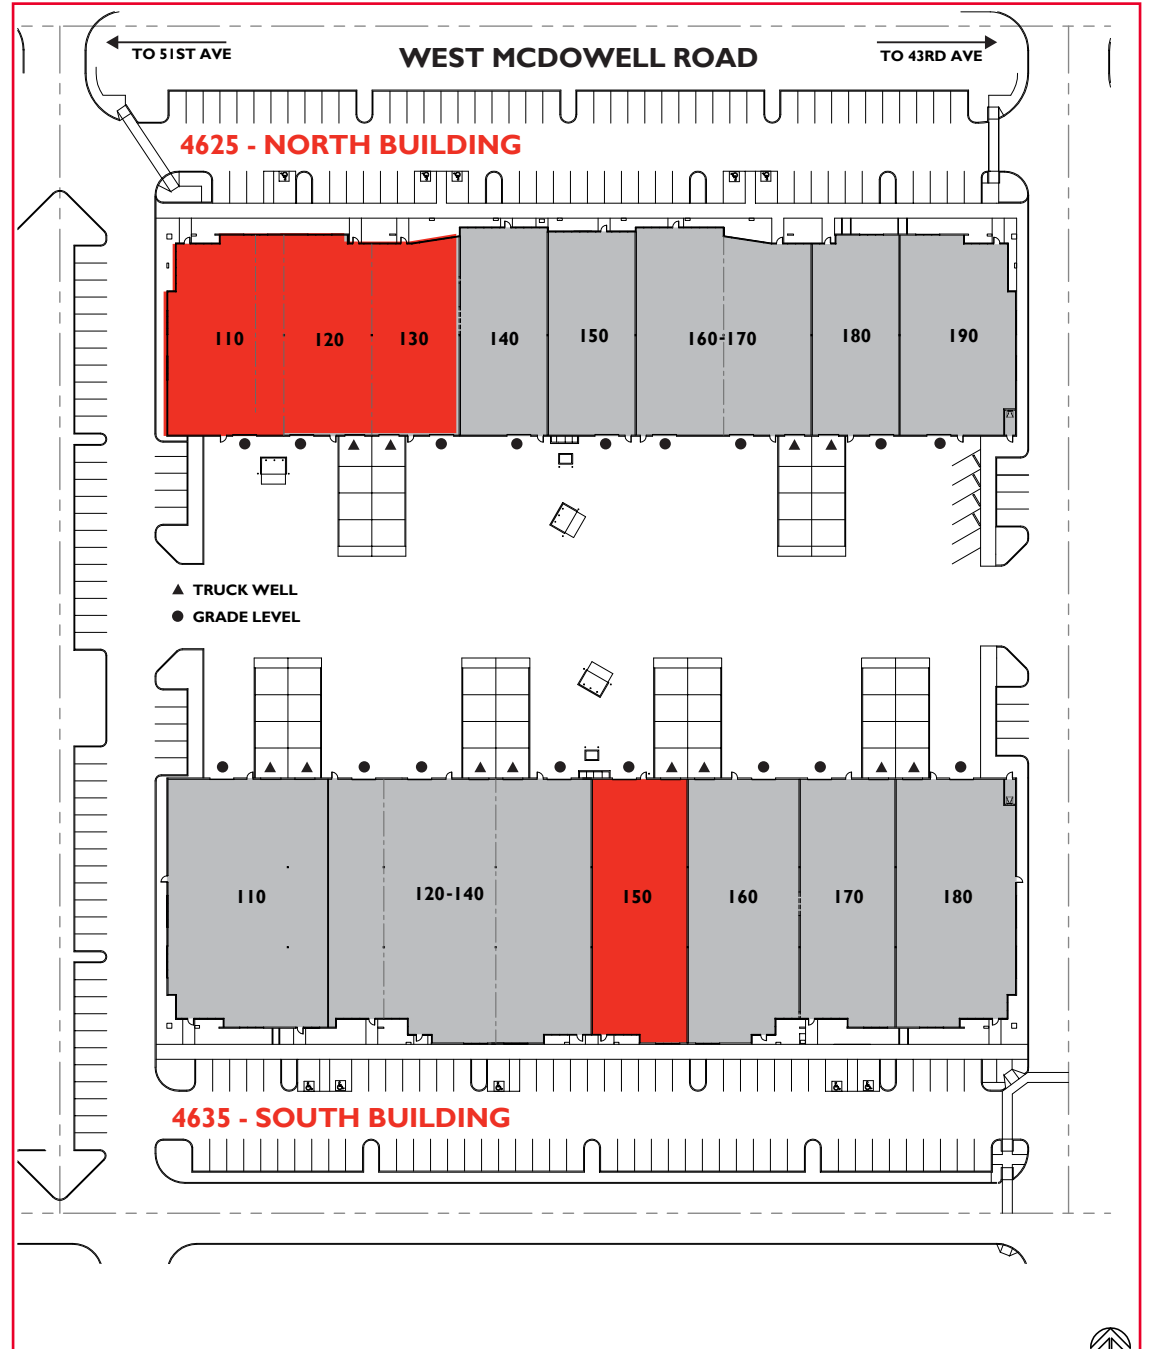 TO 51ST AVE
WEST MCDOWELL ROAD
TO 43RD AVE
4625 - NORTH BUILDING
110
120
130
140
150
160-170
180
190
TRUCK WELL
GRADE LEVEL
110
120-140
150
160
170
180
4635 - SOUTH BUILDING